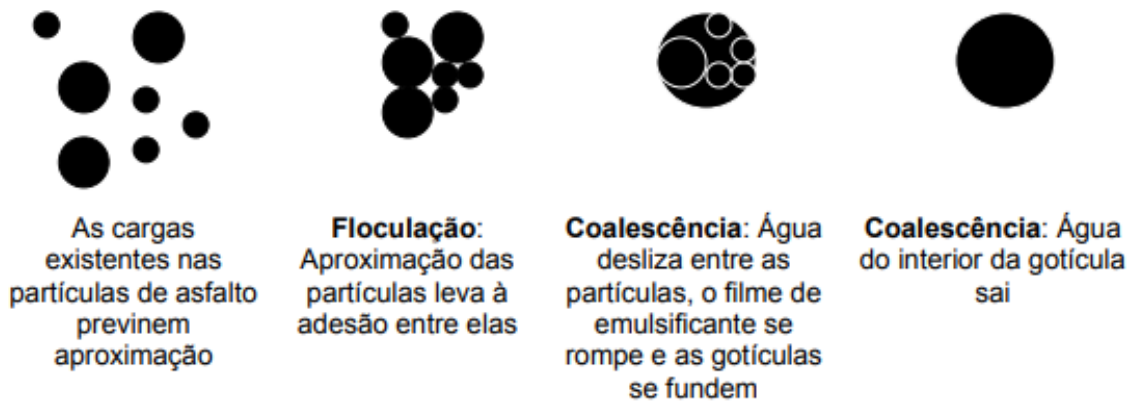 As cargas
existentes nas
partículas de asfalto
previnem
aproximação
Floculação:
Aproximação das
partículas leva à
adesão entre elas
Coalescência: Água
desliza entre as
partículas, o filme de
emulsificante se
rompe e as gotículas
se fundem
Coalescência: Água
do interior da gotícula
sai